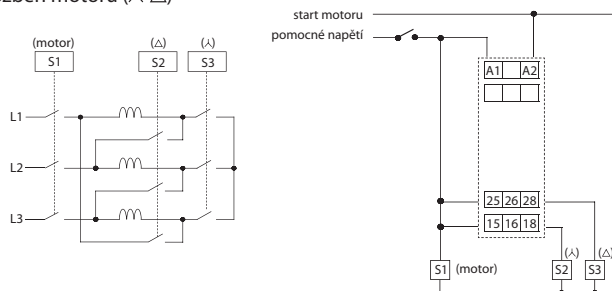 motoru (⅄-△)
(motor) (△) (⅄)
S1 S2 S3
L1
L2
L3
start motoru
pomocné napětí
A1 A2
25 26 28
15 16 18
(⅄) (△)
S1 (motor) S2 S3